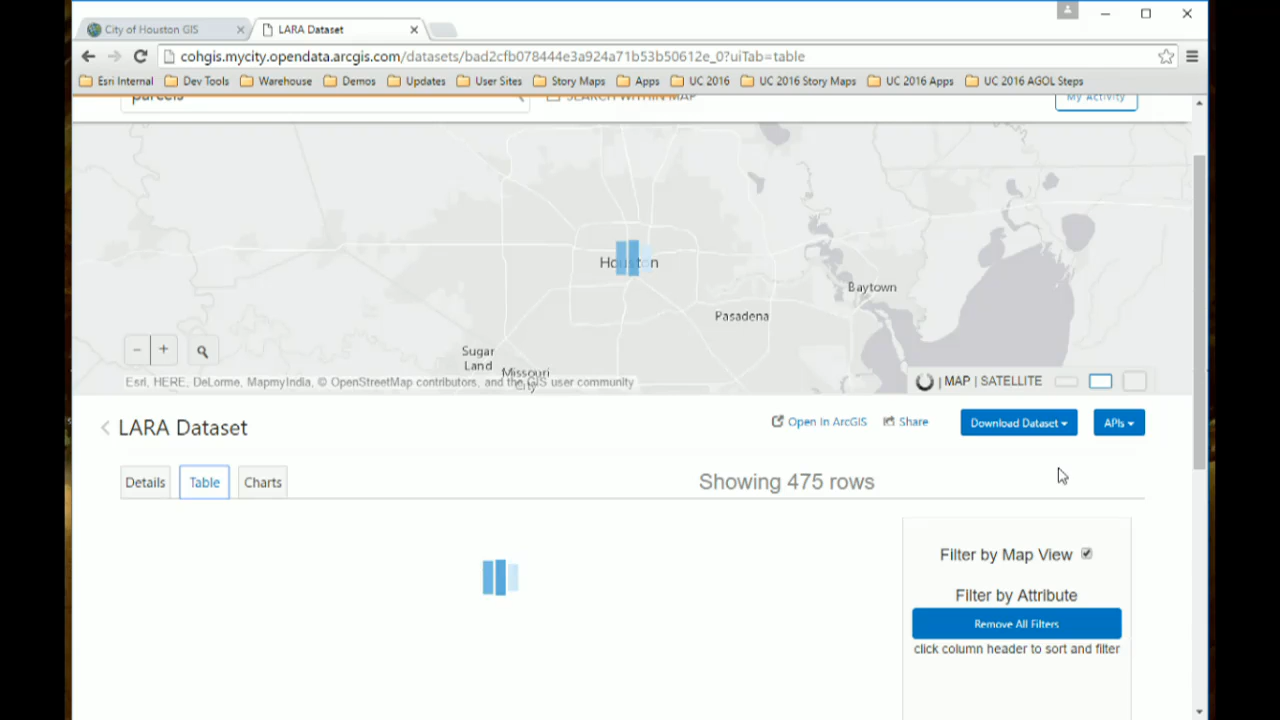 City of Houston GIS
LARA Dataset
cohgis.mycity.opendata.arcgis.com/datasets/bad2cfb078444e3a924a71b53b50612e_0?uiTab=table
Esri Internal Dev Tools Warehouse Demos Updates User Sites Story Maps Apps UC 2016 UC 2016 Story Maps UC 2016 Apps UC 2016 AGOL Steps
parcels SEARCH WITHIN MAP My Activity
Houston
Baytown
Pasadena
Sugar
Land
Missouri
City
Esri, HERE, DeLorme, MapmyIndia, © OpenStreetMap contributors, and the GIS user community
| MAP | SATELLITE
LARA Dataset
Open in ArcGIS Share Download Dataset APIs
Details Table Charts Showing 475 rows
Filter by Map View
Filter by Attribute
Remove All Filters
click column header to sort and filter